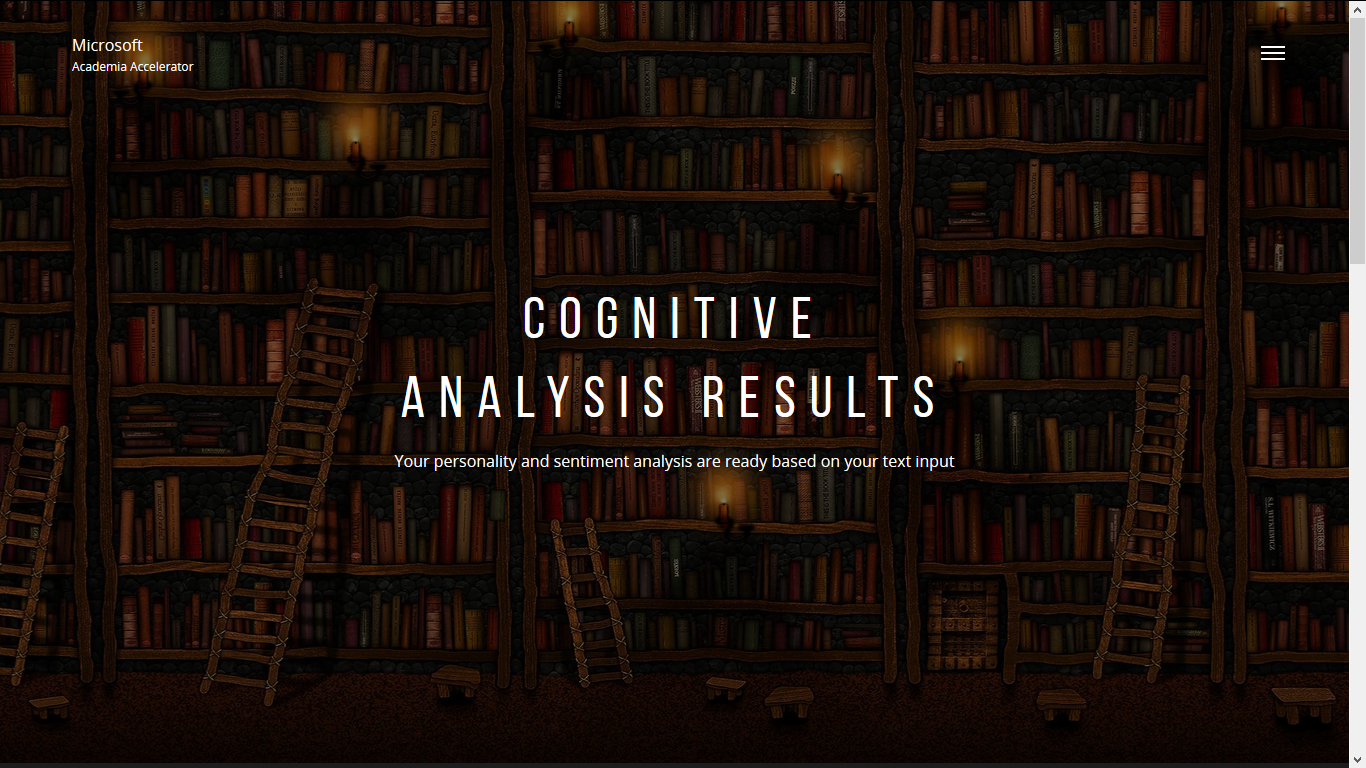 Microsoft
Academia Accelerator
COGNITIVE
ANALYSIS RESULTS
Your personality and sentiment analysis are ready based on your text input